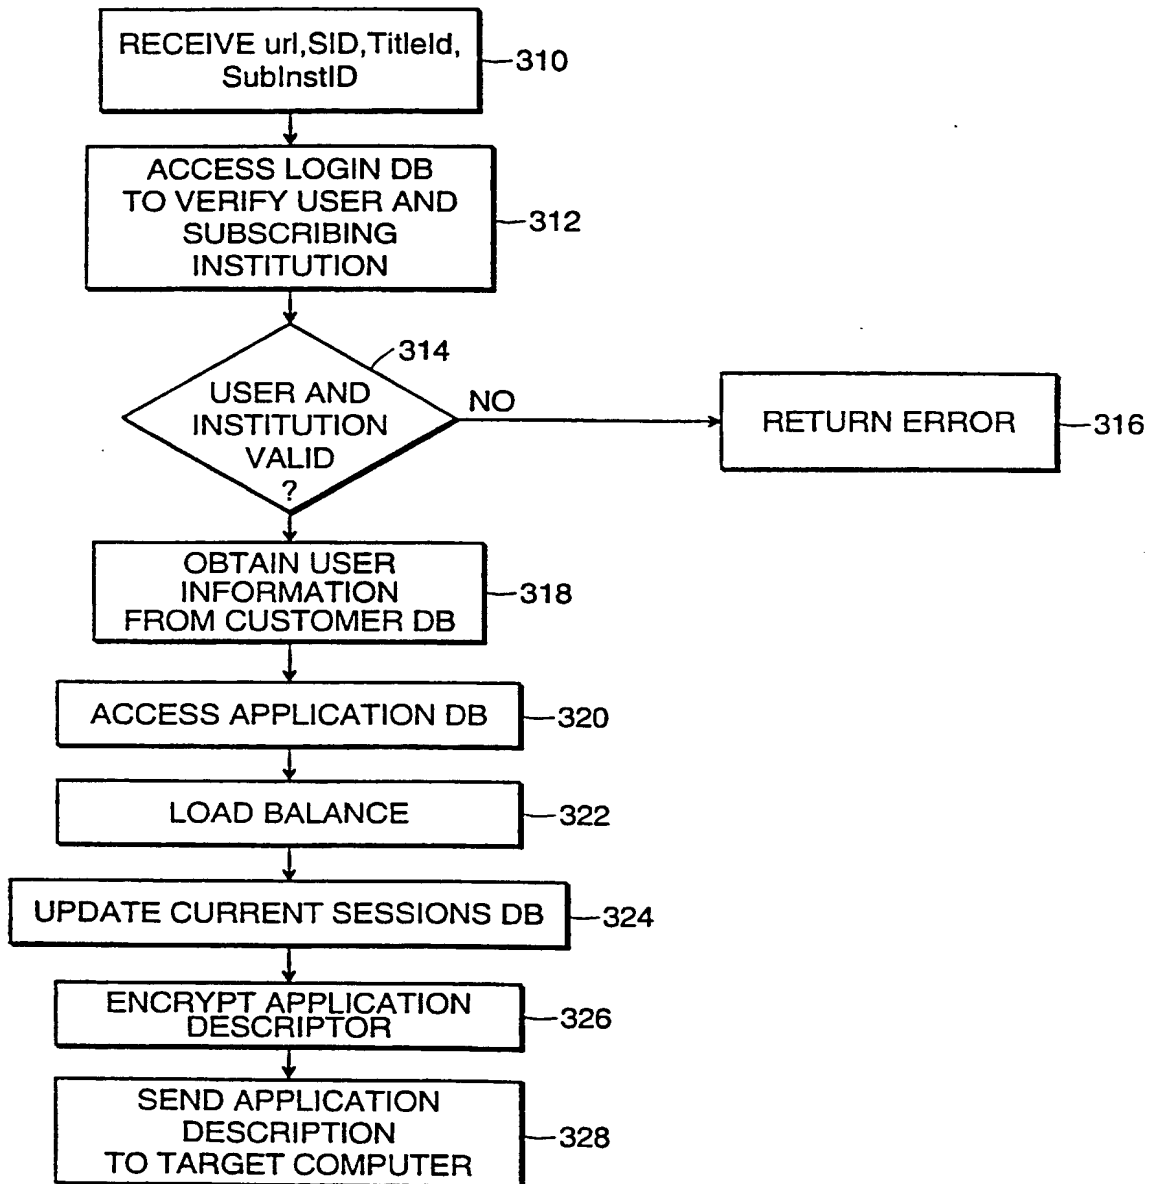 RECEIVE url,SID,TitleId,
SubInstID
310
ACCESS LOGIN DB
TO VERIFY USER AND
SUBSCRIBING
INSTITUTION
312
314
USER AND
INSTITUTION
VALID
?
NO
RETURN ERROR
316
OBTAIN USER
INFORMATION
FROM CUSTOMER DB
318
ACCESS APPLICATION DB
320
LOAD BALANCE
322
UPDATE CURRENT SESSIONS DB
324
ENCRYPT APPLICATION
DESCRIPTOR
326
SEND APPLICATION
DESCRIPTION
TO TARGET COMPUTER
328